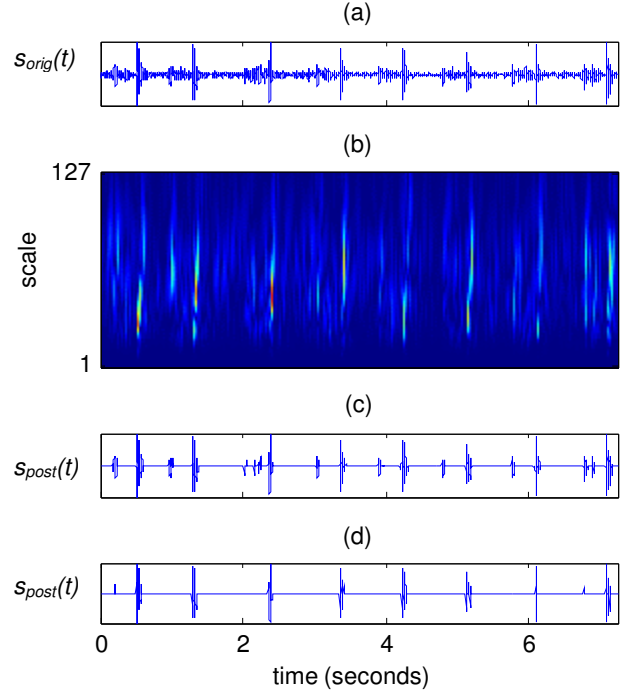 (a)
s_orig(t)
(b)
127
scale
1
(c)
s_post(t)
(d)
s_post(t)
0 2 4 6
time (seconds)